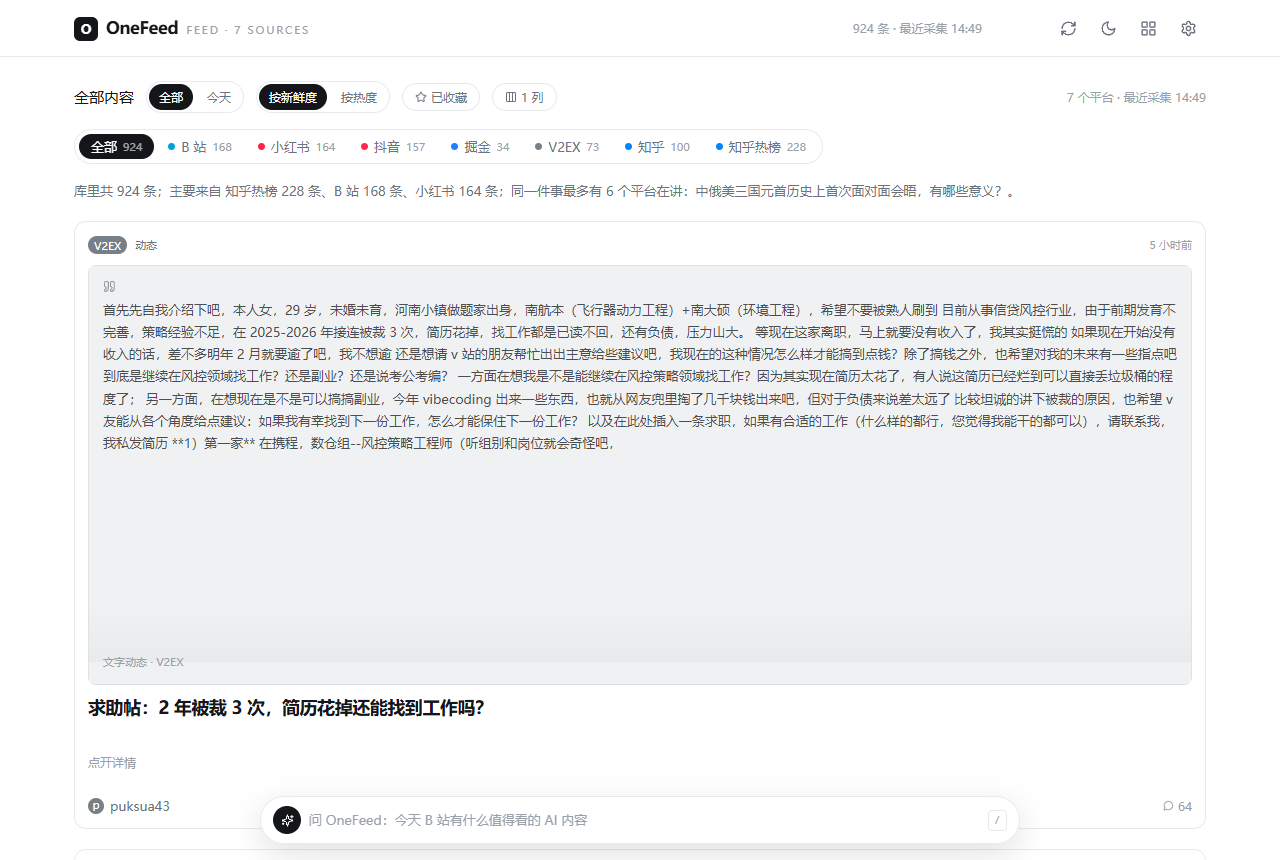 O OneFeed FEED · 7 SOURCES 924 条 · 最近采集 14:49
全部内容 全部 今天 按新鲜度 按热度 已收藏 1 列 7 个平台 · 最近采集 14:49
全部 924 B 站 168 小红书 164 抖音 157 掘金 34 V2EX 73 知乎 100 知乎热榜 228
库里共 924 条；主要来自 知乎热榜 228 条、B 站 168 条、小红书 164 条；同一件事最多有 6 个平台在讲：中俄美三国元首历史上首次面对面会晤，有哪些意义？。
V2EX 动态 5 小时前
首先先自我介绍下吧，本人女，29 岁，未婚未育，河南小镇做题家出身，南航本（飞行器动力工程）+南大硕（环境工程），希望不要被熟人刷到 目前从事信贷风控行业，由于前期发育不
完善，策略经验不足，在 2025-2026 年接连被裁 3 次，简历花掉，找工作都是已读不回，还有负债，压力山大。 等现在这家离职，马上就要没有收入了，我其实挺慌的 如果现在开始没有
收入的话，差不多明年 2 月就要逾了吧，我不想逾 还是想请 v 站的朋友帮忙出出主意给些建议吧，我现在的这种情况怎么样才能搞到点钱？除了搞钱之外，也希望对我的未来有一些指点吧
到底是继续在风控领域找工作？还是副业？还是说考公考编？ 一方面在想我是不是能继续在风控策略领域找工作？因为其实现在简历太花了，有人说这简历已经烂到可以直接丢垃圾桶的程
度了； 另一方面，在想现在是不是可以搞搞副业，今年 vibecoding 出来一些东西，也就从网友兜里掏了几千块钱出来吧，但对于负债来说差太远了 比较坦诚的讲下被裁的原因，也希望 v
友能从各个角度给点建议：如果我有幸找到下一份工作，怎么才能保住下一份工作？ 以及在此处插入一条求职，如果有合适的工作（什么样的都行，您觉得我能干的都可以），请联系我，
我私发简历 **1）第一家** 在携程，数仓组--风控策略工程师（听组别和岗位就会奇怪吧，
文字动态 · V2EX
求助帖：2 年被裁 3 次，简历花掉还能找到工作吗？
点开详情
p puksua43 64
问 OneFeed：今天 B 站有什么值得看的 AI 内容 /